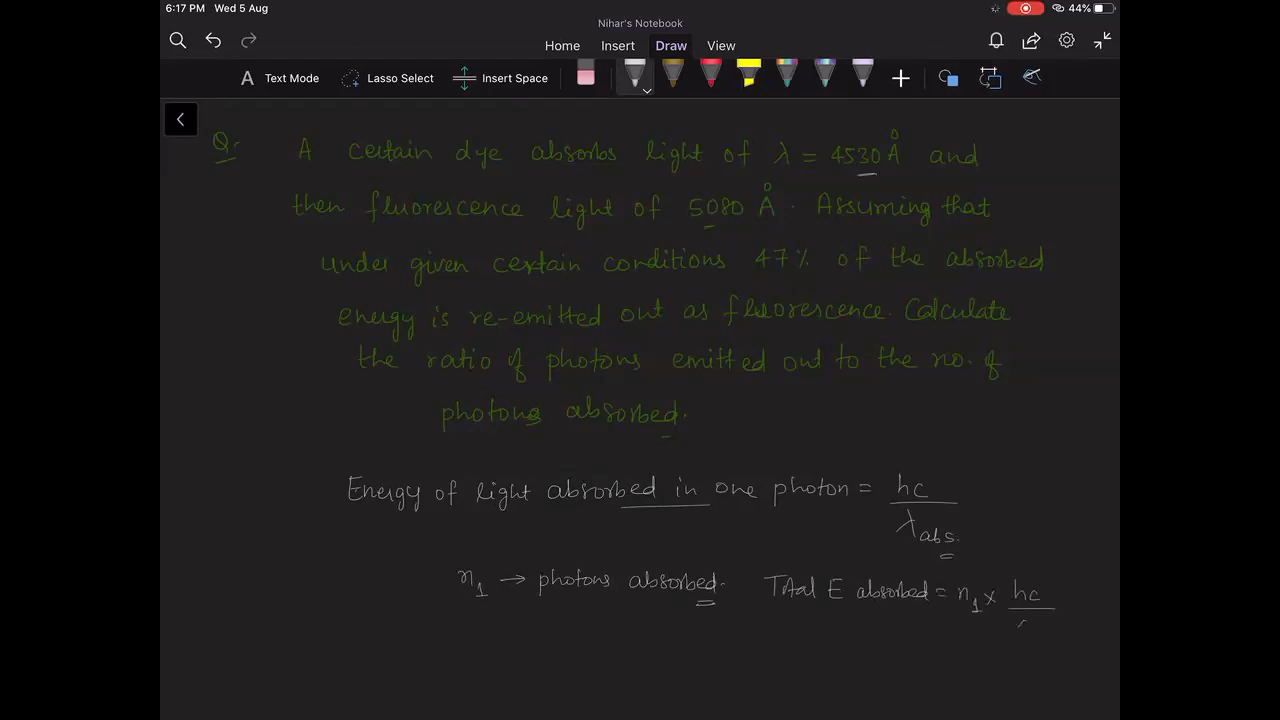 6:17 PM Wed 5 Aug
44%
Nihar's Notebook
Home Insert Draw View
A Text Mode Lasso Select Insert Space
Q. A certain dye absorbs light of λ = 4530 Å and
then fluorescence light of 5080 Å. Assuming that
under given certain conditions 47% of the absorbed
energy is re-emitted out as fluorescence. Calculate
the ratio of photons emitted out to the no. of
photons absorbed.
Energy of light absorbed in one photon = hc
λabs.
n1 → photons absorbed. Total E absorbed = n1 × hc